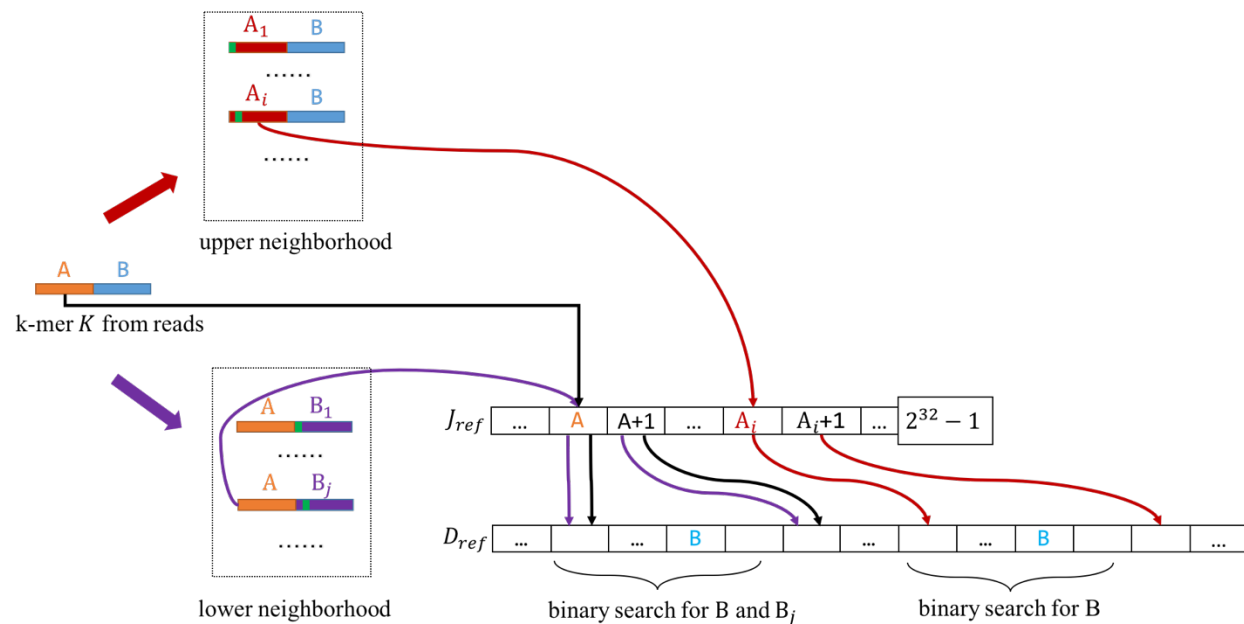 A₁ B
......
Aᵢ B
......
upper neighborhood
A B
k-mer K from reads
A B₁
......
A Bⱼ
......
lower neighborhood
J_ref ... A A+1 ... Aᵢ Aᵢ+1 ... 2³² − 1
D_ref ... ... B ... ... B ...
binary search for B and Bⱼ
binary search for B